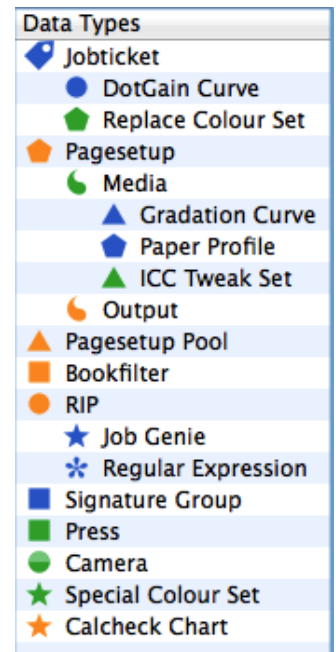 Data Types
Jobticket
DotGain Curve
Replace Colour Set
Pagesetup
Media
Gradation Curve
Paper Profile
ICC Tweak Set
Output
Pagesetup Pool
Bookfilter
RIP
Job Genie
Regular Expression
Signature Group
Press
Camera
Special Colour Set
Calcheck Chart